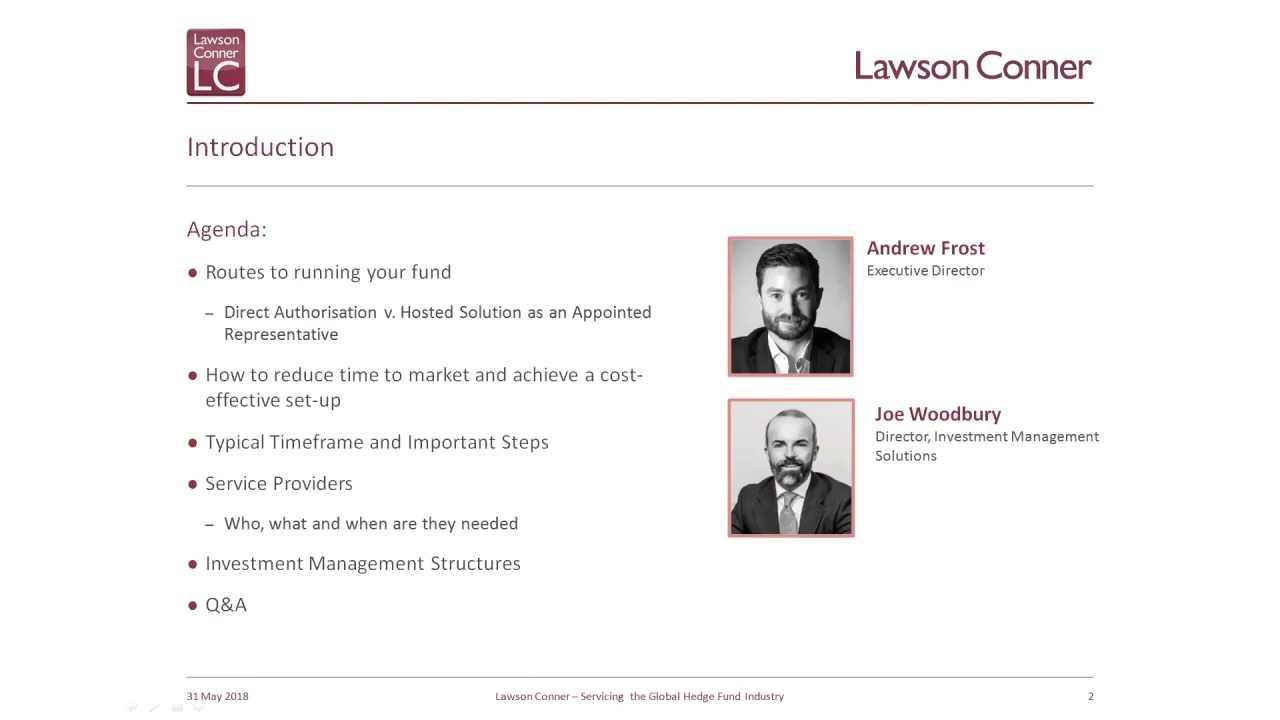 Lawson
Conner
LC
Lawson Conner
Introduction
Agenda:
● Routes to running your fund
– Direct Authorisation v. Hosted Solution as an Appointed
Representative
● How to reduce time to market and achieve a cost-
effective set-up
● Typical Timeframe and Important Steps
● Service Providers
– Who, what and when are they needed
● Investment Management Structures
● Q&A
Andrew Frost
Executive Director
Joe Woodbury
Director, Investment Management
Solutions
31 May 2018
Lawson Conner – Servicing the Global Hedge Fund Industry
2